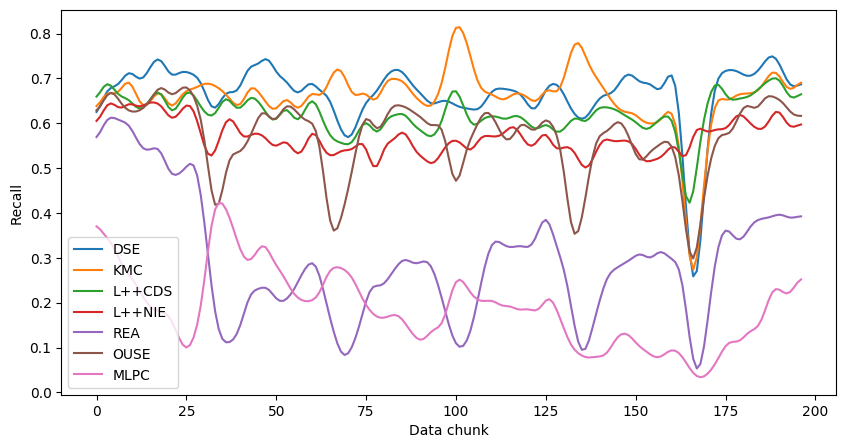 0.8
0.7
0.6
0.5
0.4
0.3
0.2
0.1
0.0
Recall
DSE
KMC
L++CDS
L++NIE
REA
OUSE
MLPC
0 25 50 75 100 125 150 175 200
Data chunk